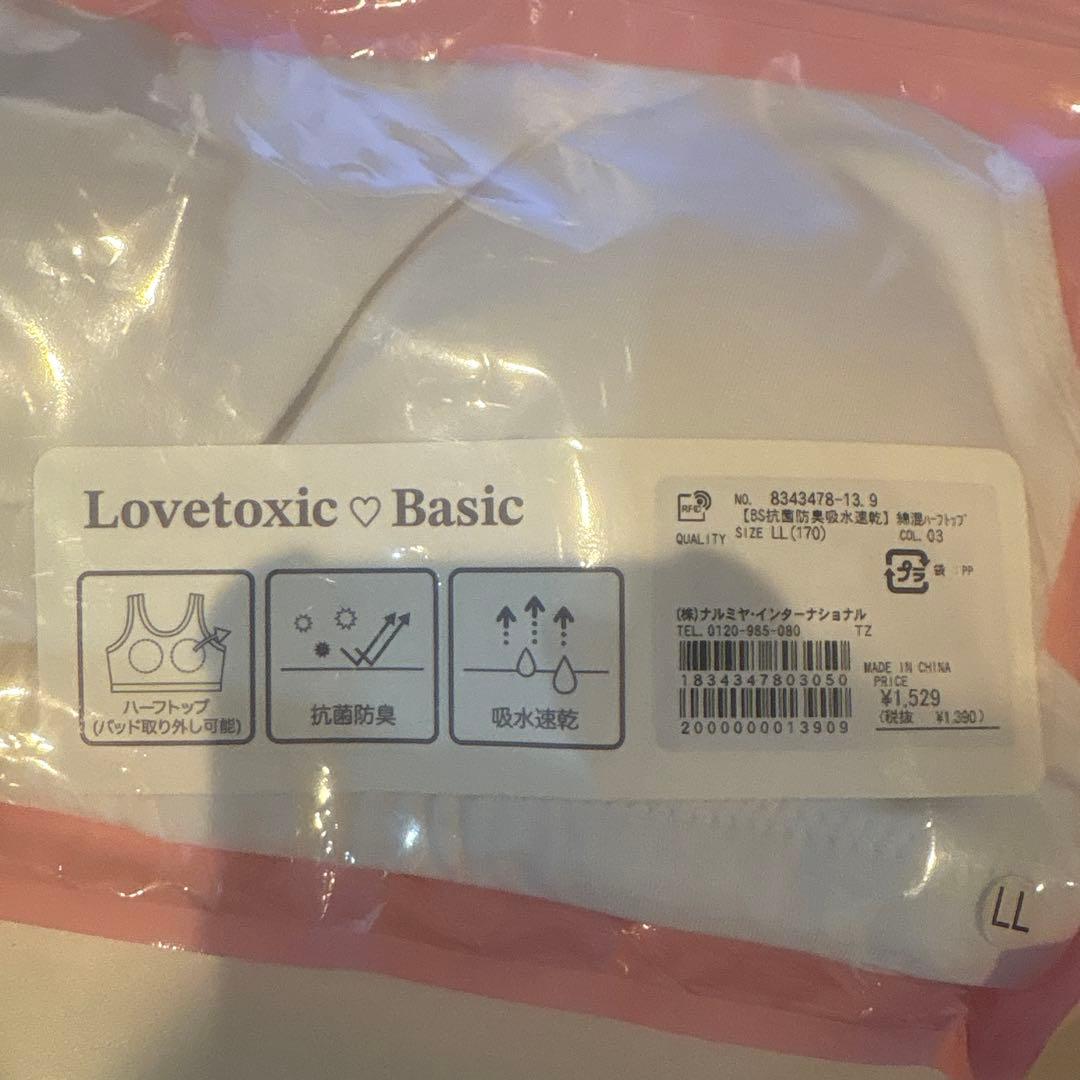 Lovetoxic♡Basic
ハーフトップ
(パッド取り外し可能)
抗菌防臭
吸水速乾
RFID
NO. 8343478-13.9
【BS抗菌防臭吸水速乾】綿混ハーフトップ
QUALITY SIZE LL(170) COL. 03
プラ 袋:PP
(株)ナルミヤ・インターナショナル
TEL.0120-985-080 TZ
MADE IN CHINA
1834347803050
PRICE
¥1,529
(税抜 ¥1,390)
2000000013909
LL